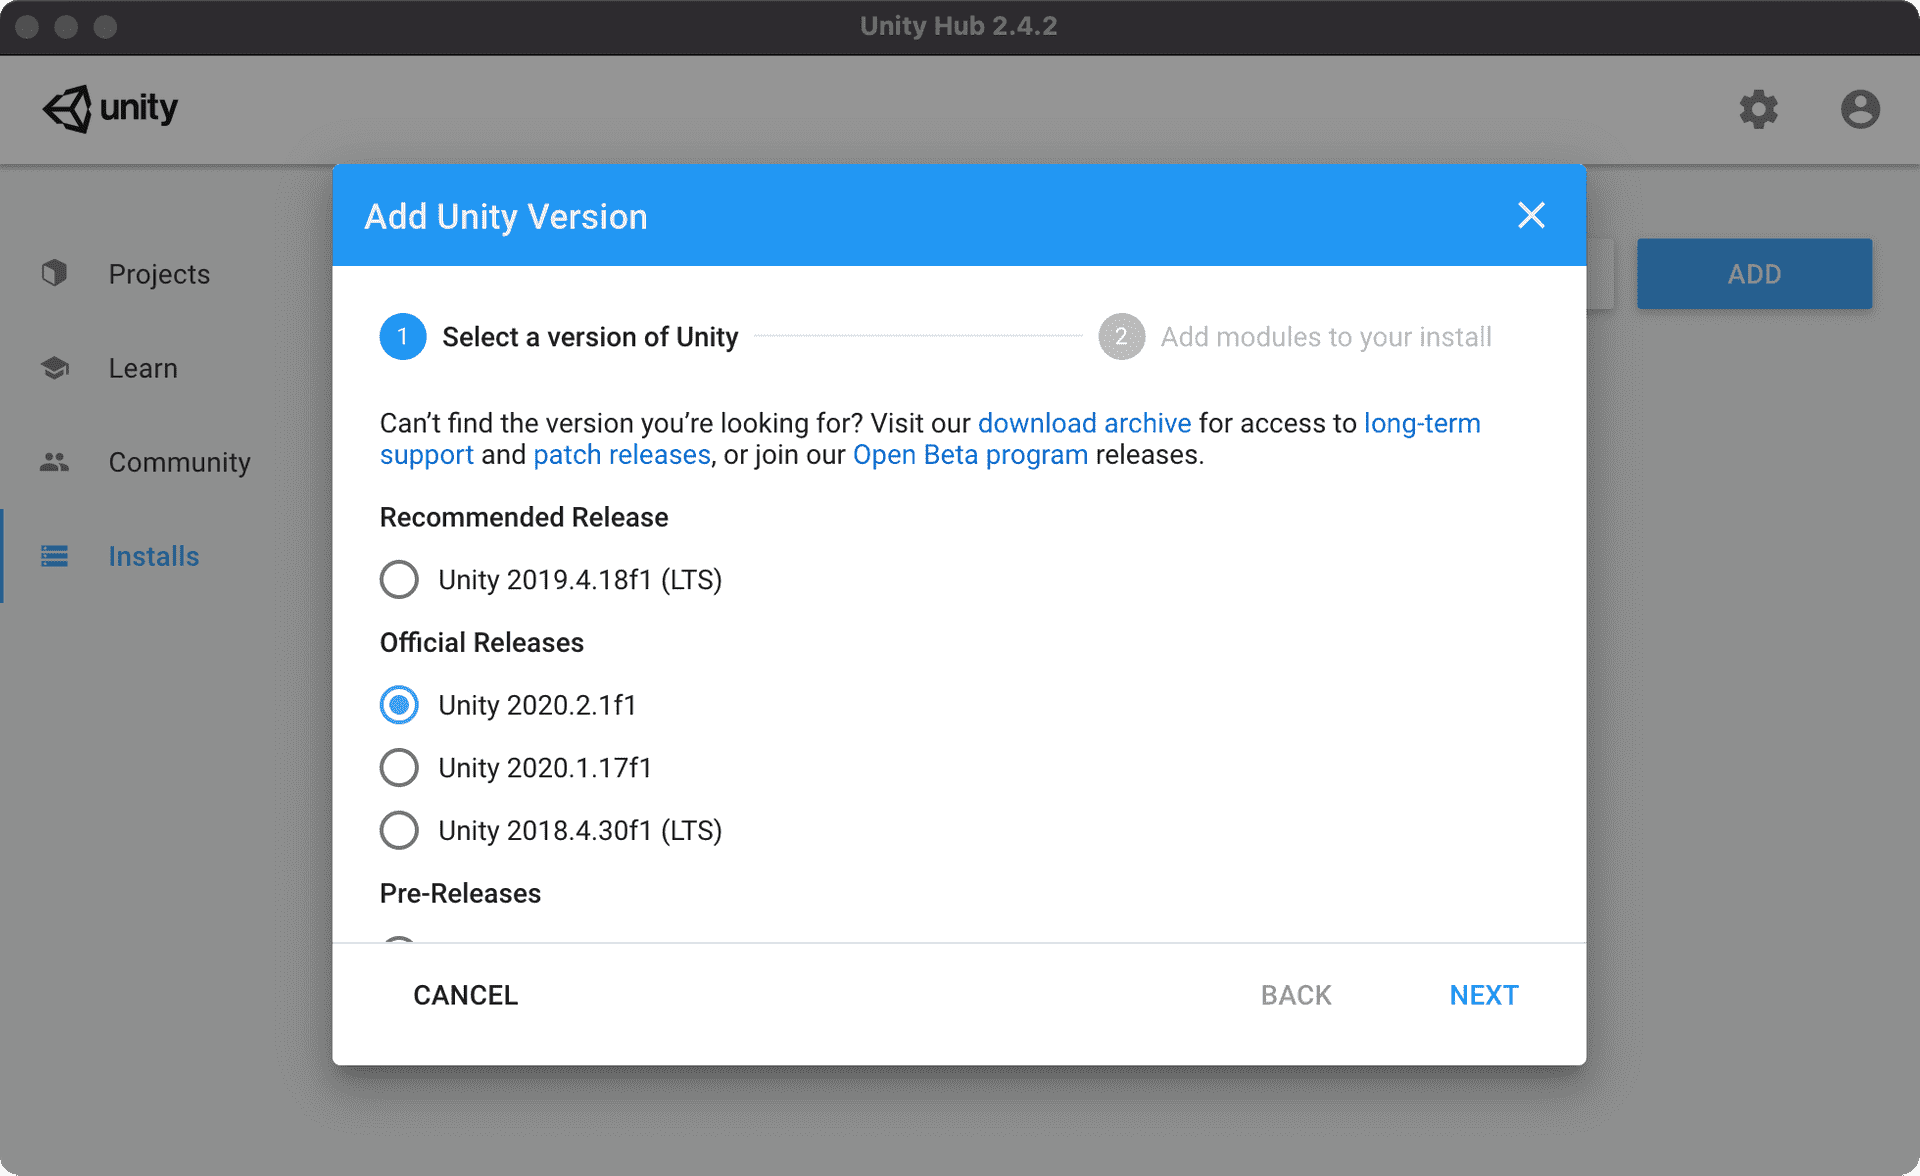 Unity Hub 2.4.2
unity
Add Unity Version
Projects
ADD
Learn
1 Select a version of Unity
2 Add modules to your install
Can’t find the version you’re looking for? Visit our download archive for access to long-term
support and patch releases, or join our Open Beta program releases.
Community
Recommended Release
Installs
Unity 2019.4.18f1 (LTS)
Official Releases
Unity 2020.2.1f1
Unity 2020.1.17f1
Unity 2018.4.30f1 (LTS)
Pre-Releases
CANCEL
BACK
NEXT